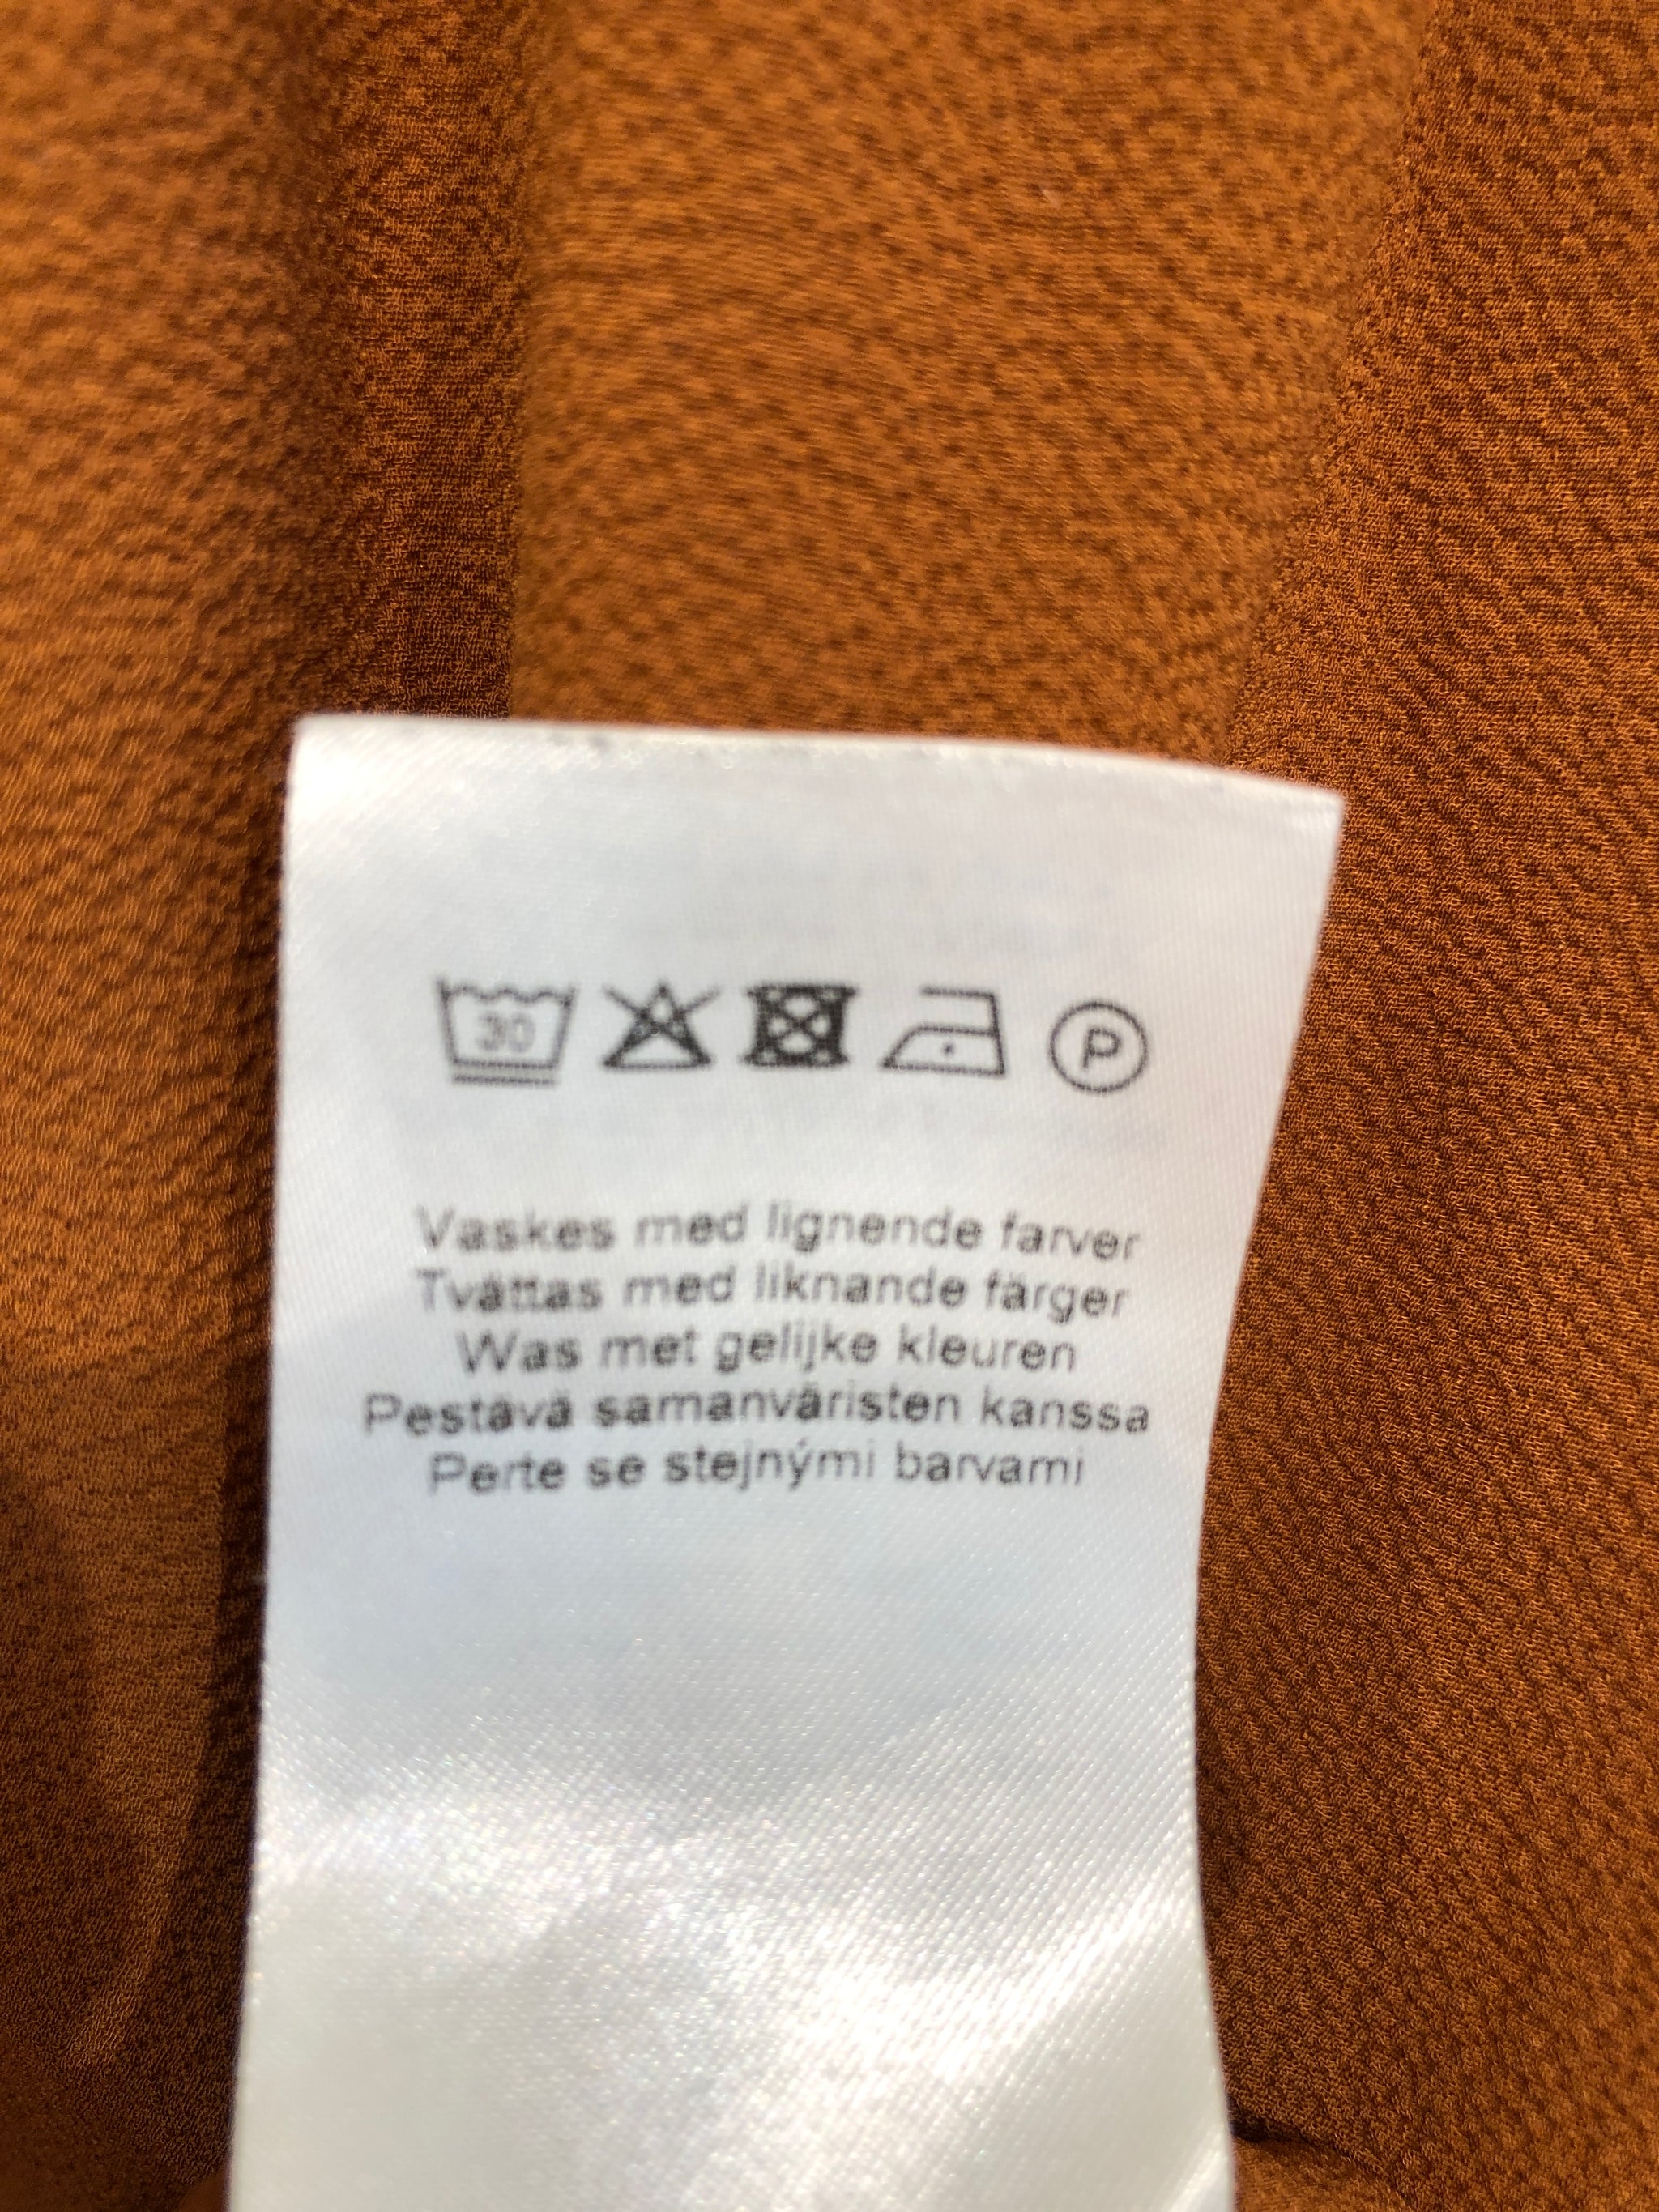 30
P
Vaskes med lignende farver
Tvättas med liknande färger
Was met gelijke kleuren
Pestävä samanväristen kanssa
Perte se stejnými barvami